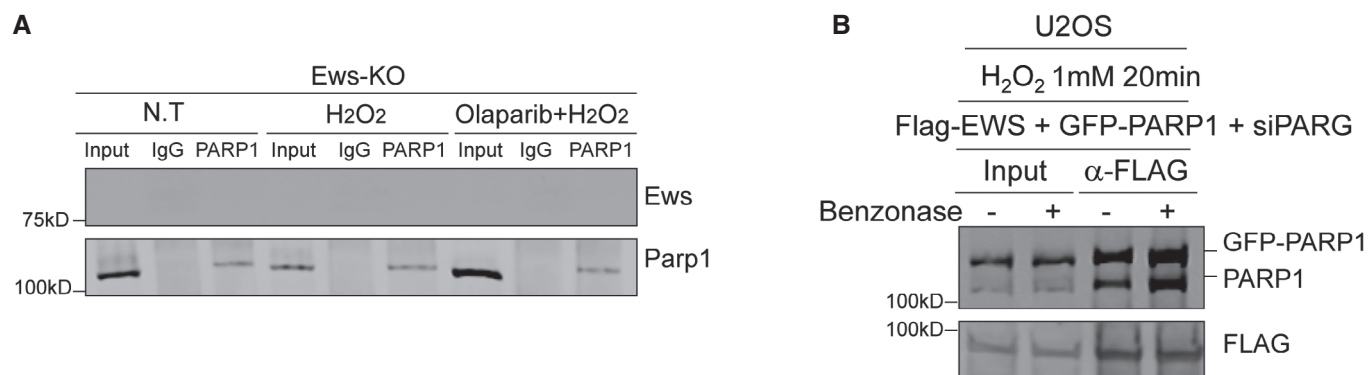 A
Ews-KO
N.T H2O2 Olaparib+H2O2
Input IgG PARP1 Input IgG PARP1 Input IgG PARP1
Ews
75kD
Parp1
100kD
B
U2OS
H₂O₂ 1mM 20min
Flag-EWS + GFP-PARP1 + siPARG
Input α-FLAG
Benzonase - + - +
GFP-PARP1
PARP1
100kD
100kD
FLAG